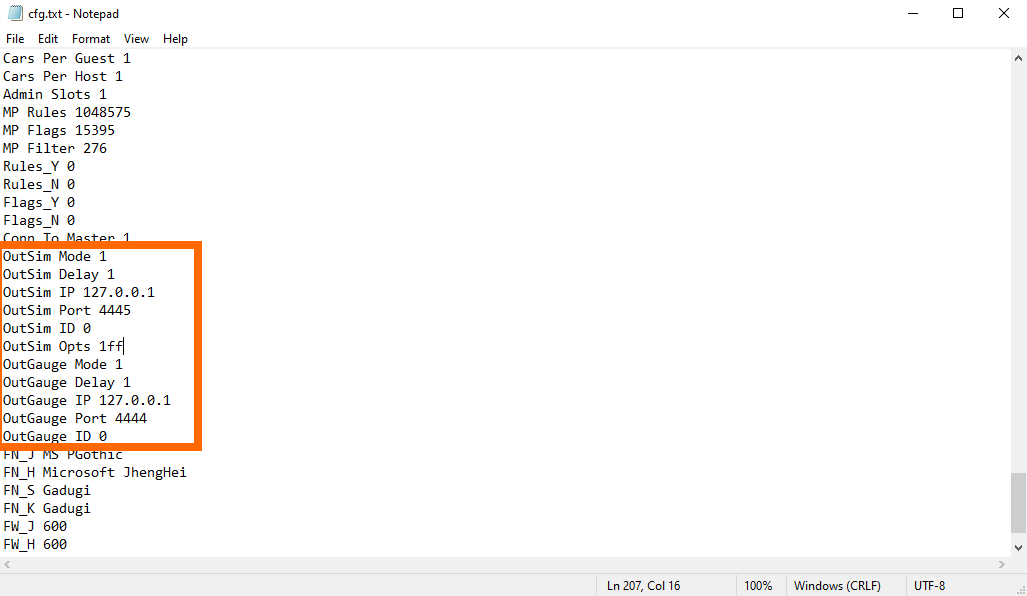 cfg.txt - Notepad
File Edit Format View Help
Cars Per Guest 1
Cars Per Host 1
Admin Slots 1
MP Rules 1048575
MP Flags 15395
MP Filter 276
Rules_Y 0
Rules_N 0
Flags_Y 0
Flags_N 0
Conn To Master 1
OutSim Mode 1
OutSim Delay 1
OutSim IP 127.0.0.1
OutSim Port 4445
OutSim ID 0
OutSim Opts 1ff
OutGauge Mode 1
OutGauge Delay 1
OutGauge IP 127.0.0.1
OutGauge Port 4444
OutGauge ID 0
FN_J MS PGothic
FN_H Microsoft JhengHei
FN_S Gadugi
FN_K Gadugi
FW_J 600
FW_H 600
Ln 207, Col 16 100% Windows (CRLF) UTF-8